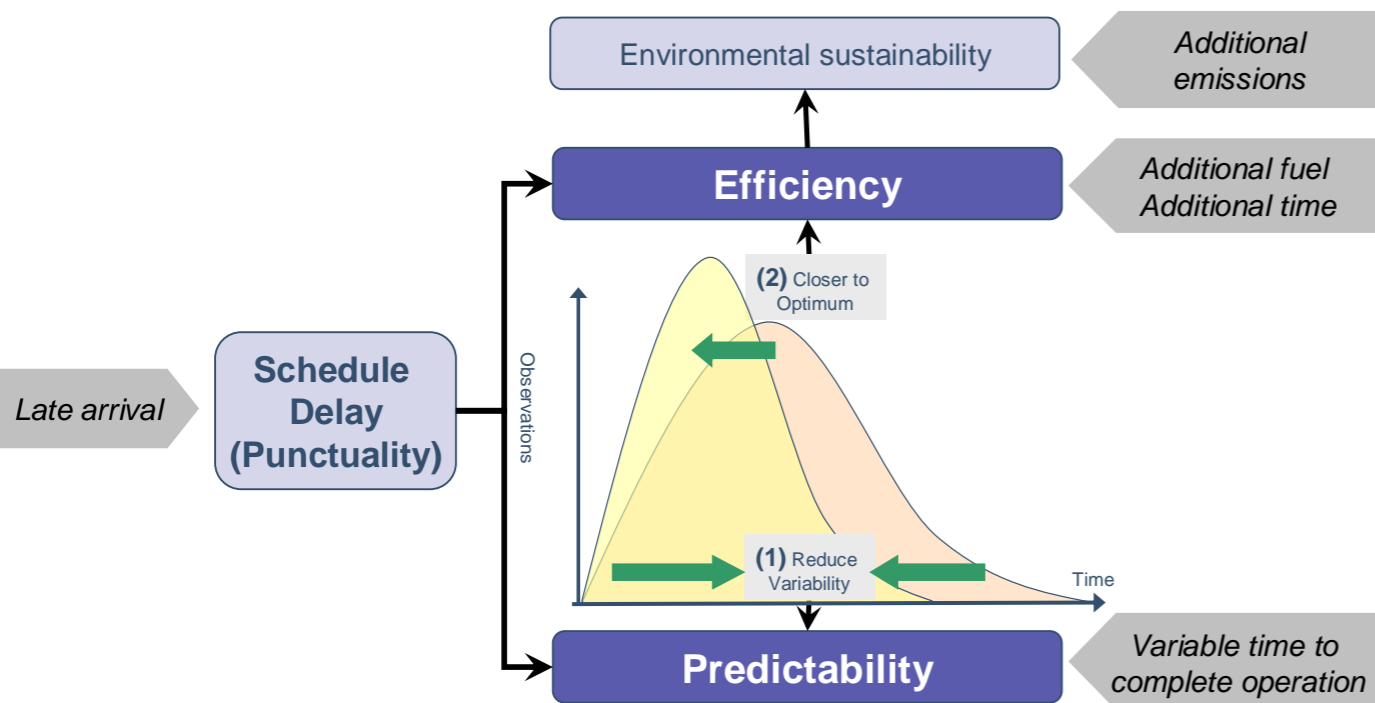 Environmental sustainability
Additional
emissions
Efficiency
Additional fuel
Additional time
(2) Closer to
Optimum
Late arrival
Schedule
Delay
(Punctuality)
Observations
(1) Reduce
Variability
Time
Predictability
Variable time to
complete operation